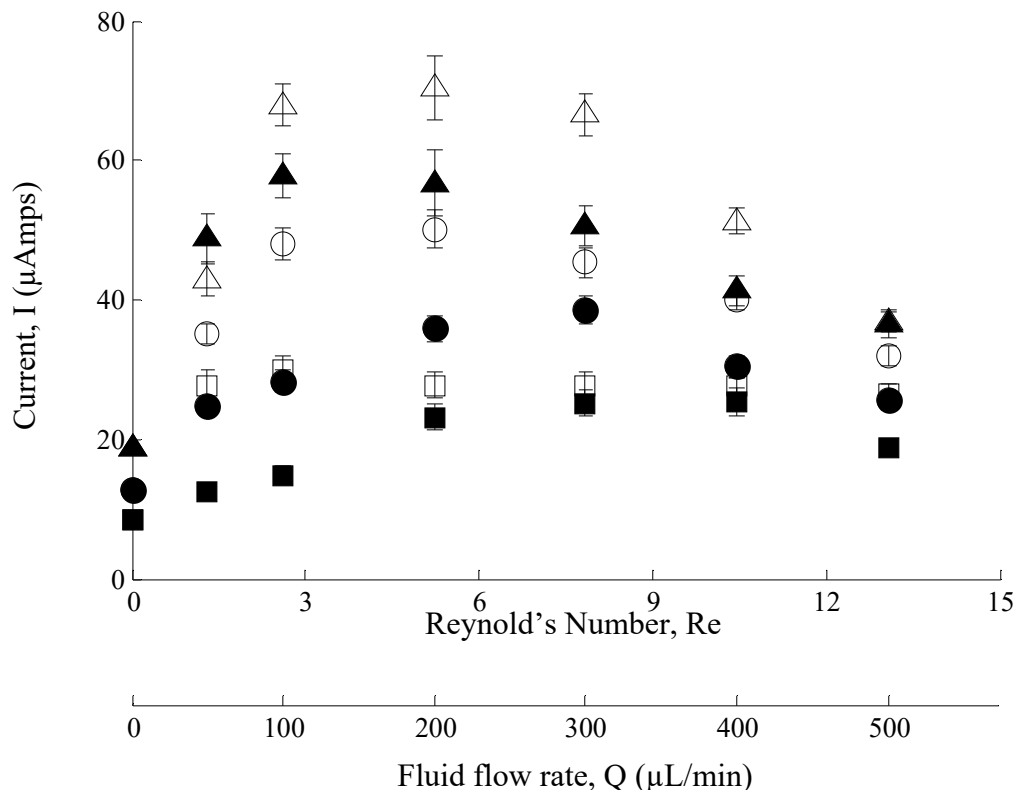 80
60
40
20
0
Current, I (µAmps)
0 3 6 9 12 15
Reynold's Number, Re
0 100 200 300 400 500
Fluid flow rate, Q (µL/min)